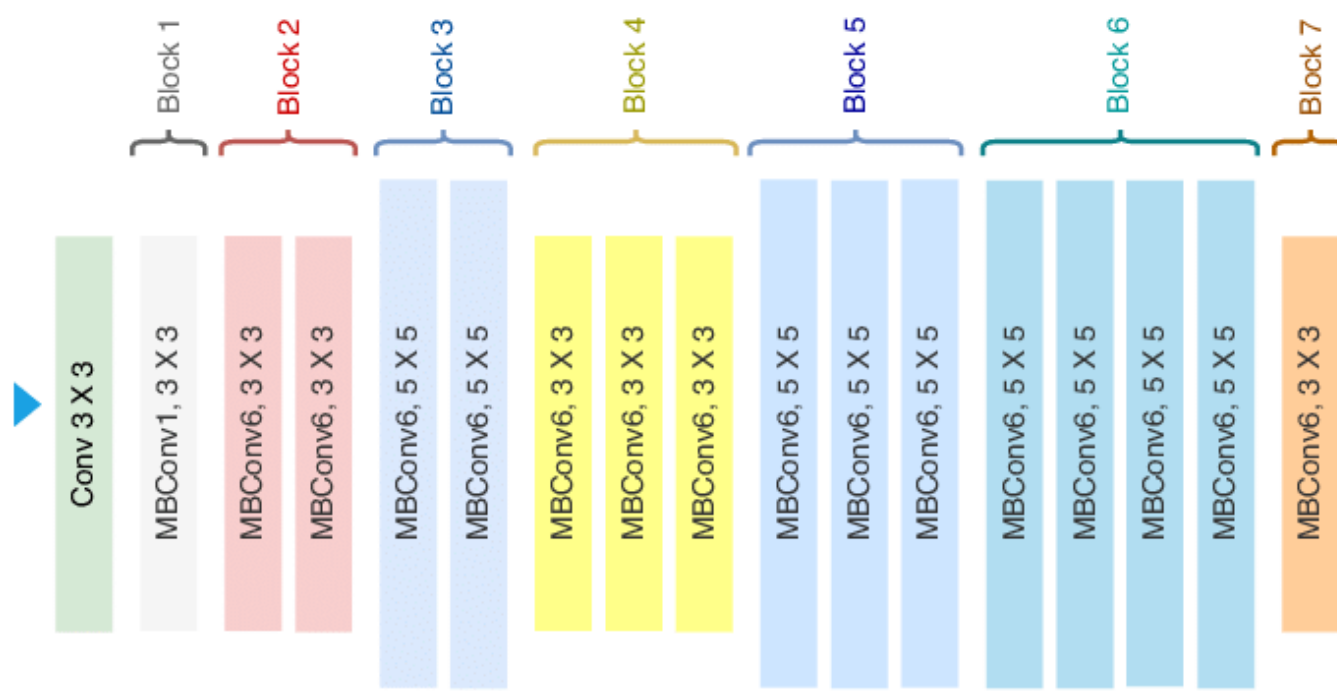 Block 1
Block 2
Block 3
Block 4
Block 5
Block 6
Block 7
Conv 3 X 3
MBConv1, 3 X 3
MBConv6, 3 X 3
MBConv6, 3 X 3
MBConv6, 5 X 5
MBConv6, 5 X 5
MBConv6, 3 X 3
MBConv6, 3 X 3
MBConv6, 3 X 3
MBConv6, 5 X 5
MBConv6, 5 X 5
MBConv6, 5 X 5
MBConv6, 5 X 5
MBConv6, 5 X 5
MBConv6, 5 X 5
MBConv6, 5 X 5
MBConv6, 3 X 3